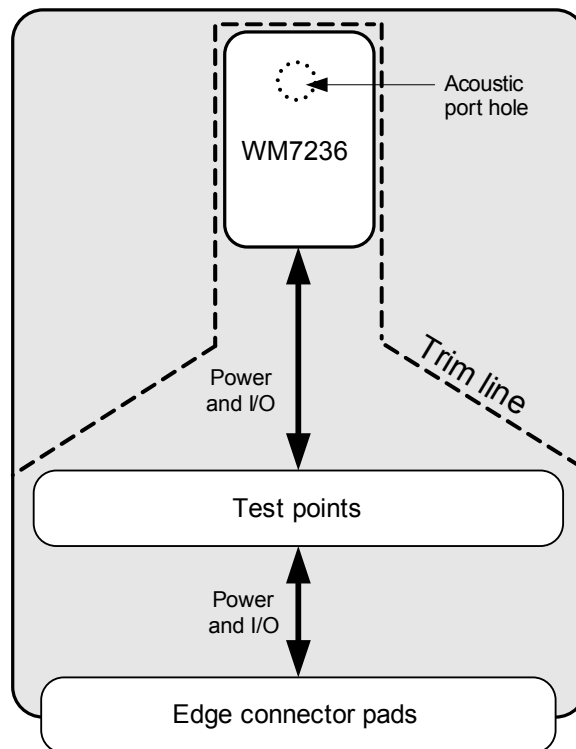 Acoustic
port hole
WM7236
Trim line
Power
and I/O
Test points
Power
and I/O
Edge connector pads